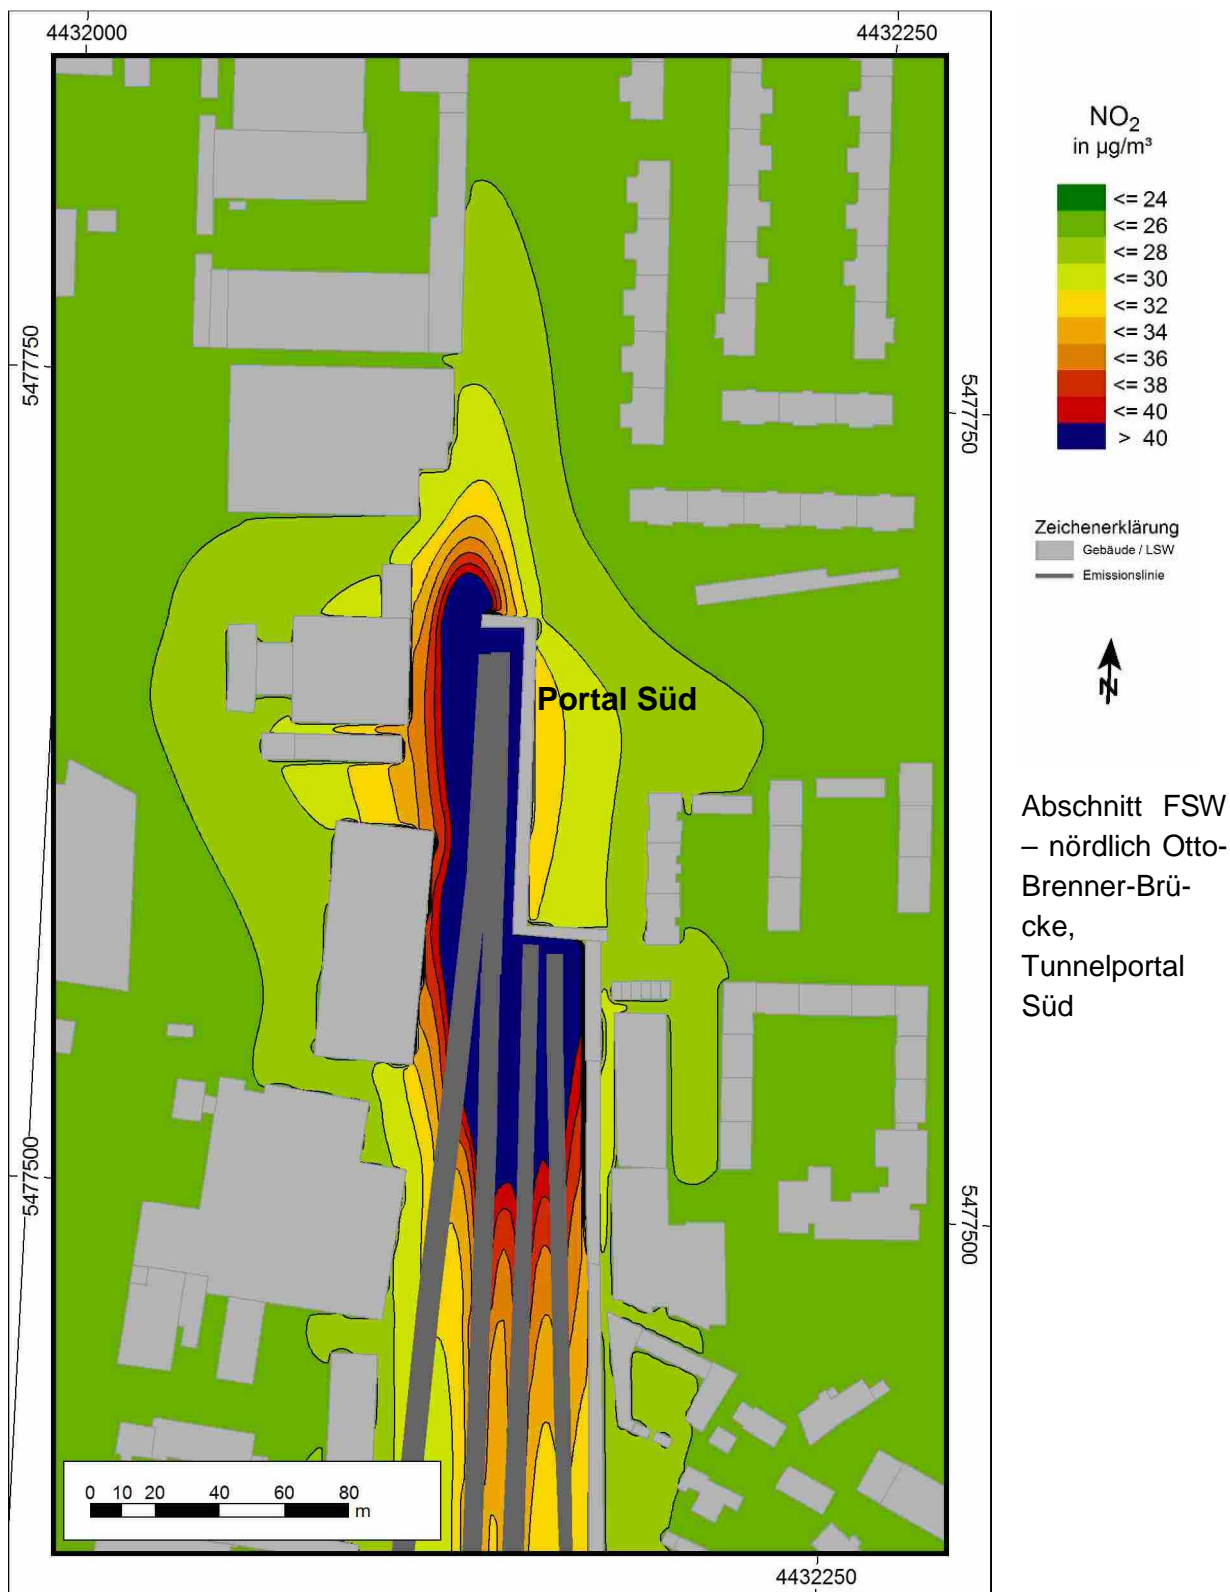 4432000
4432250
NO2
in µg/m³
<= 24
<= 26
<= 28
<= 30
<= 32
<= 34
<= 36
<= 38
<= 40
> 40
5477750
5477750
Zeichenerklärung
Gebäude / LSW
Emissionslinie
N
Portal Süd
Abschnitt FSW
– nördlich Otto-
Brenner-Brü-
cke,
Tunnelportal
Süd
5477500
5477500
0 10 20 40 60 80
m
4432250